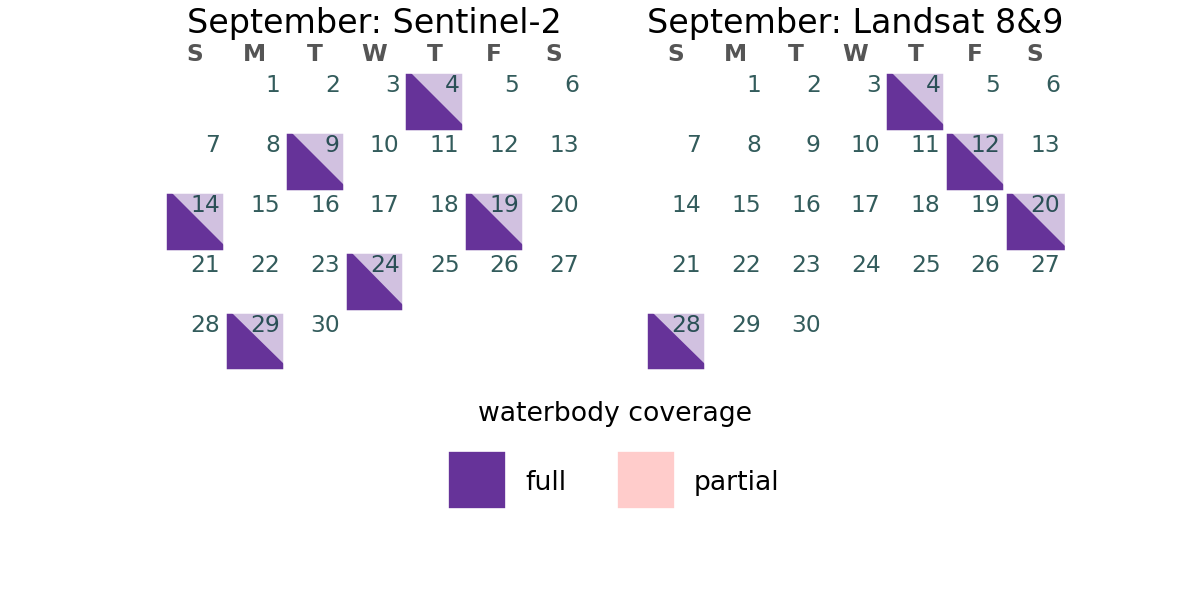 September: Sentinel-2
S M T W T F S
1 2 3 4 5 6
7 8 9 10 11 12 13
14 15 16 17 18 19 20
21 22 23 24 25 26 27
28 29 30
September: Landsat 8&9
S M T W T F S
1 2 3 4 5 6
7 8 9 10 11 12 13
14 15 16 17 18 19 20
21 22 23 24 25 26 27
28 29 30
waterbody coverage
full partial